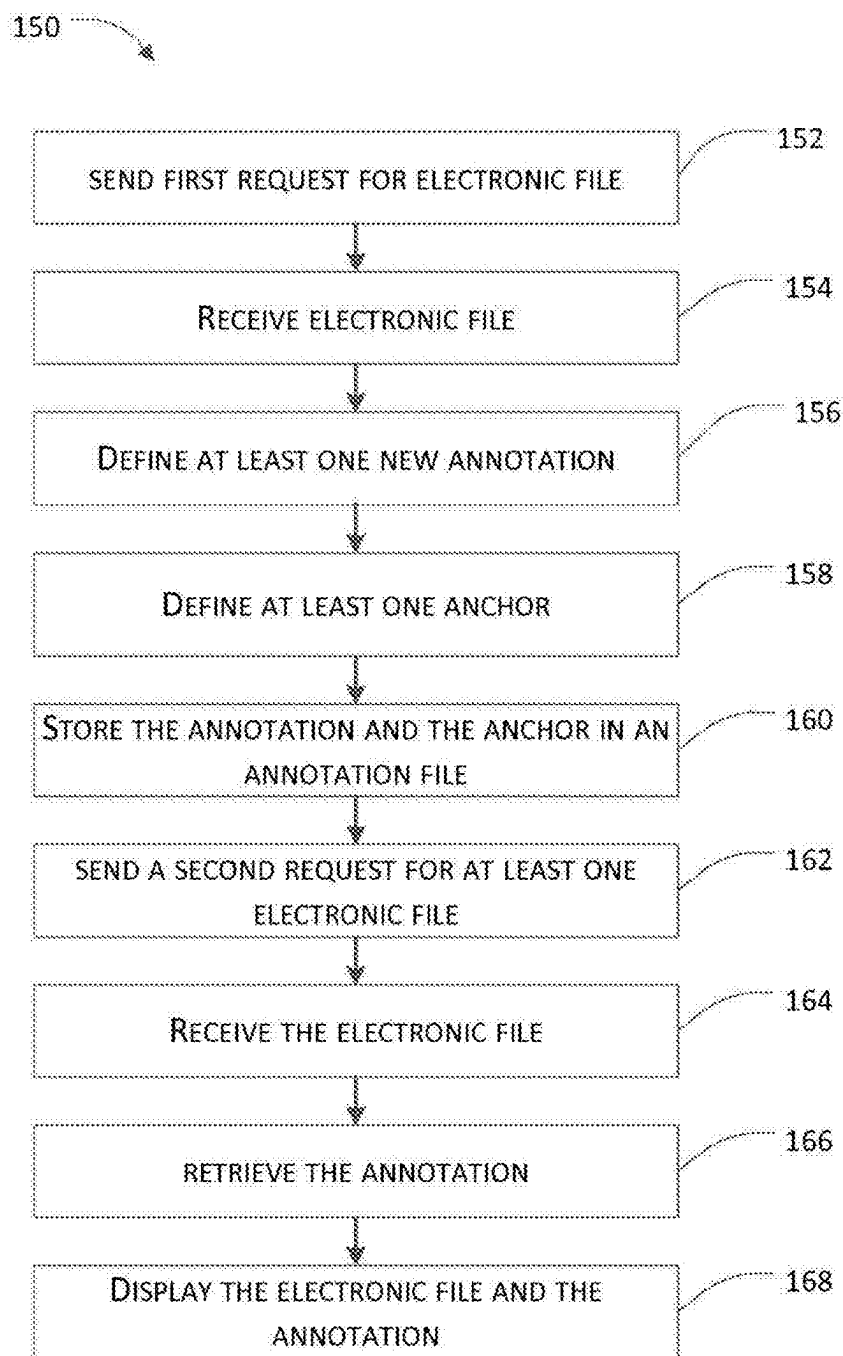 150
SEND FIRST REQUEST FOR ELECTRONIC FILE
152
RECEIVE ELECTRONIC FILE
154
DEFINE AT LEAST ONE NEW ANNOTATION
156
DEFINE AT LEAST ONE ANCHOR
158
STORE THE ANNOTATION AND THE ANCHOR IN AN
ANNOTATION FILE
160
SEND A SECOND REQUEST FOR AT LEAST ONE
ELECTRONIC FILE
162
RECEIVE THE ELECTRONIC FILE
164
RETRIEVE THE ANNOTATION
166
DISPLAY THE ELECTRONIC FILE AND THE
ANNOTATION
168